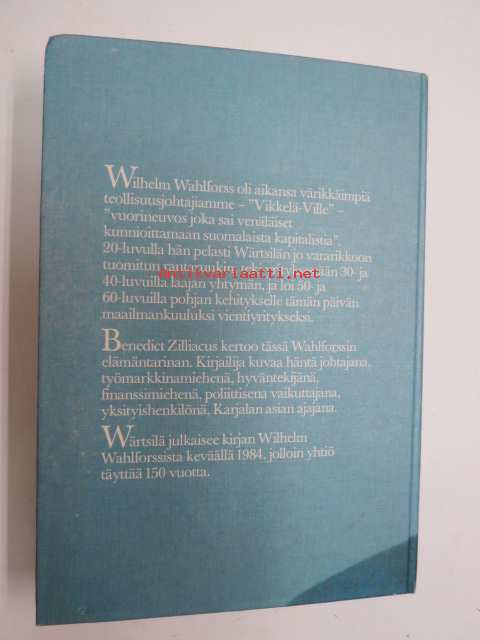 Wilhelm Wahlforss oli aikansa värikkäimpiä
teollisuusjohtajiamme – "Vikkelä-Ville" –
"vuorineuvos joka sai venäläiset
kunnioittamaan suomalaista kapitalistia".
20-luvulla hän pelasti Wärtsilän jo vararikkoon
tuomitun 30- ja
antikvariaatti.net
40-luvuilla laajan yhtymän, ja loi 50- ja
60-luvuilla pohjan kehitykselle tämän päivän
maailmankuuluksi vientiyritykseksi.
Benedict Zilliacus kertoo tässä Wahlforssin
elämäntarinan. Kirjailija kuvaa häntä johtajana,
työmarkkinamiehenä, hyväntekijänä,
finanssimiehenä, poliittisena vaikuttajana,
yksityishenkilönä, Karjalan asian ajajana.
Wärtsilä julkaisee kirjan Wilhelm
Wahlforssista keväällä 1984, jolloin yhtiö
täyttää 150 vuotta.